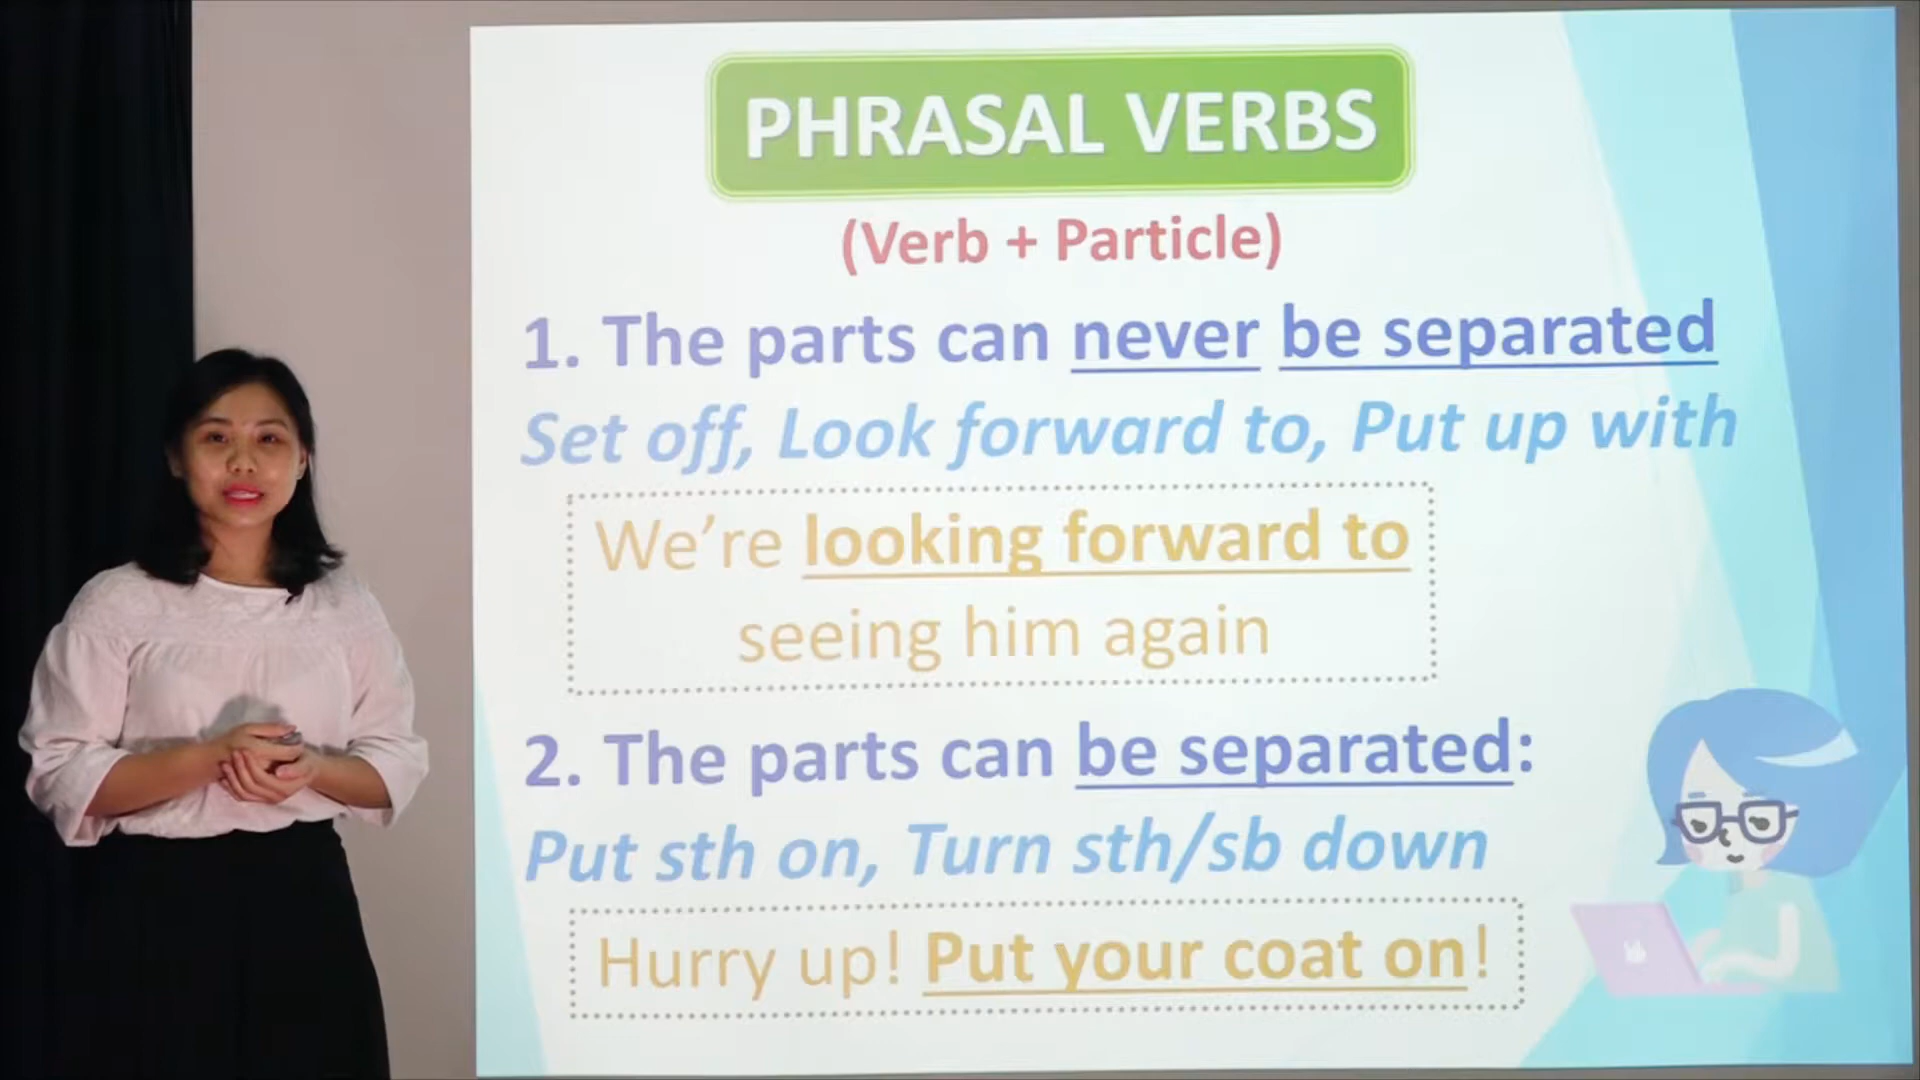 PHRASAL VERBS
(Verb + Particle)
1. The parts can never be separated
Set off, Look forward to, Put up with
We’re looking forward to
seeing him again
2. The parts can be separated:
Put sth on, Turn sth/sb down
Hurry up! Put your coat on!